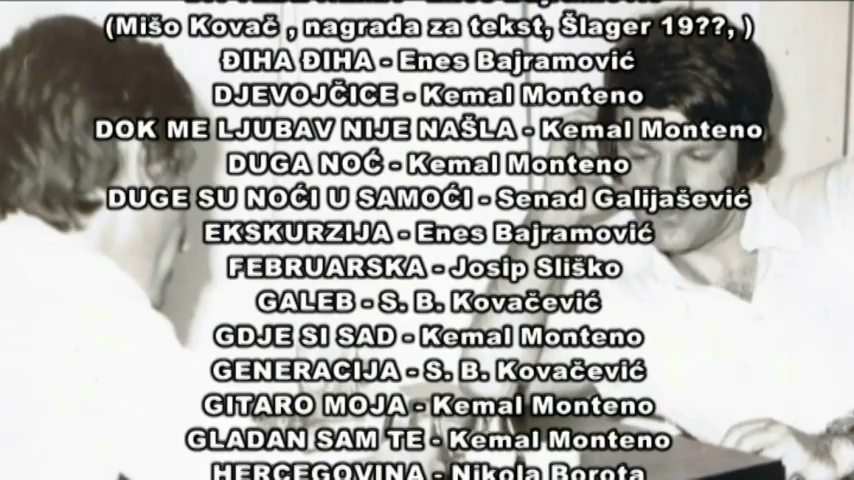 (Mišo Kovač , nagrada za tekst, Šlager 19??, )
ĐIHA ĐIHA - Enes Bajramović
DJEVOJČICE - Kemal Monteno
DOK ME LJUBAV NIJE NAŠLA - Kemal Monteno
DUGA NOĆ - Kemal Monteno
DUGE SU NOĆI U SAMOĆI - Senad Galijašević
EKSKURZIJA - Enes Bajramović
FEBRUARSKA - Josip Sliško
GALEB - S. B. Kovačević
GDJE SI SAD - Kemal Monteno
GENERACIJA - S. B. Kovačević
GITARO MOJA - Kemal Monteno
GLADAN SAM TE - Kemal Monteno
HERCEGOVINA - Nikola Borota